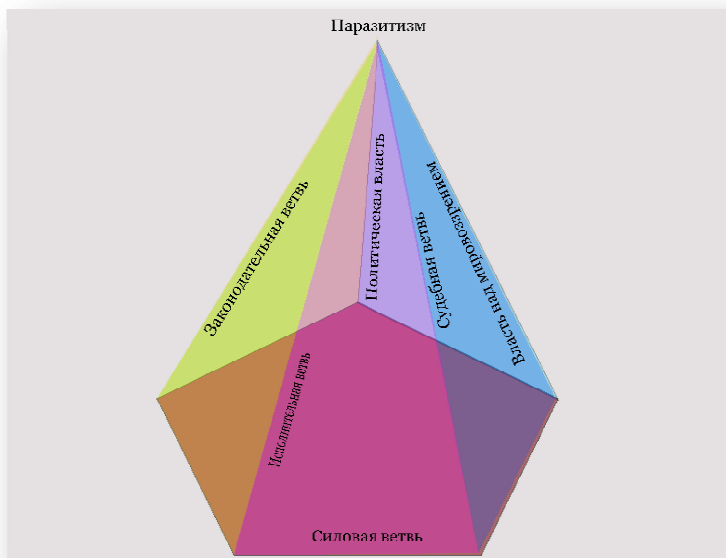 Паразитизм
Законодательная ветвь
Политическая власть
Судебная ветвь
Власть над мировоззрением
Исполнительная ветвь
Силовая ветвь